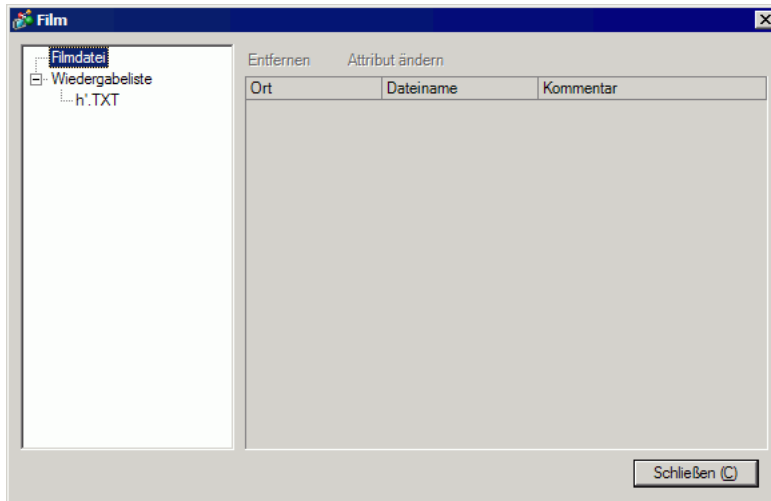 Film
Filmdatei
Wiedergabeliste
h'.TXT
Entfernen Attribut ändern
Ort Dateiname Kommentar
Schließen (C)